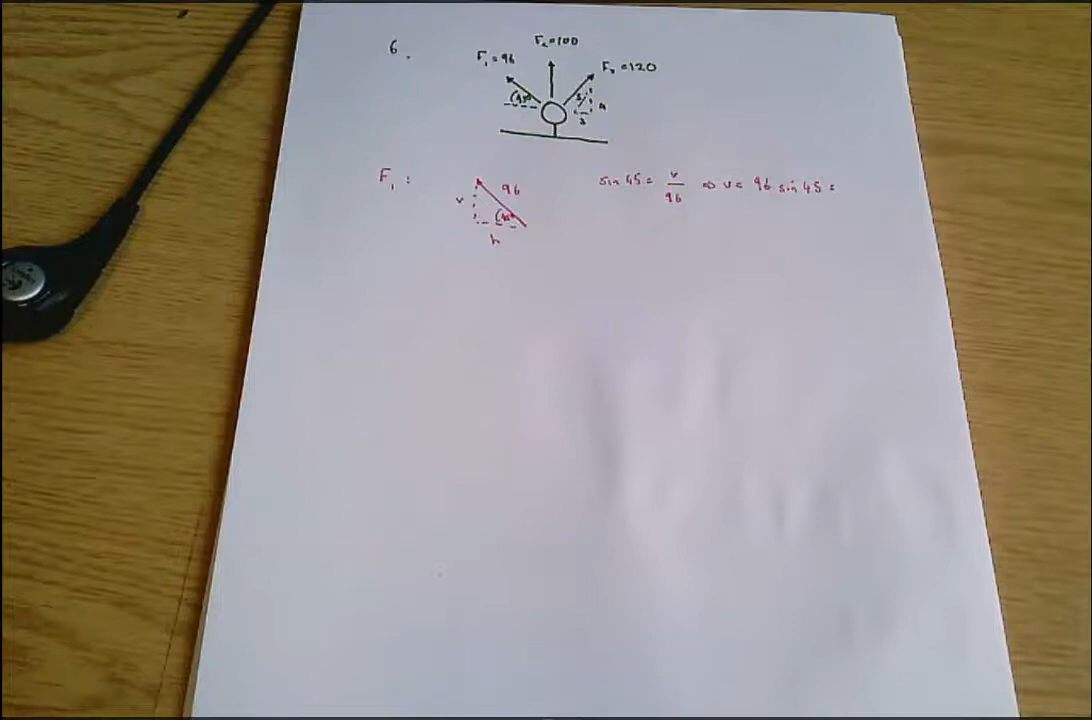 6.
F₂=100
F₁=96
F₃=120
45°
5
4
3
F₁:
96
v
45°
h
sin 45 = v/96 ⇒ v= 96 sin 45 =